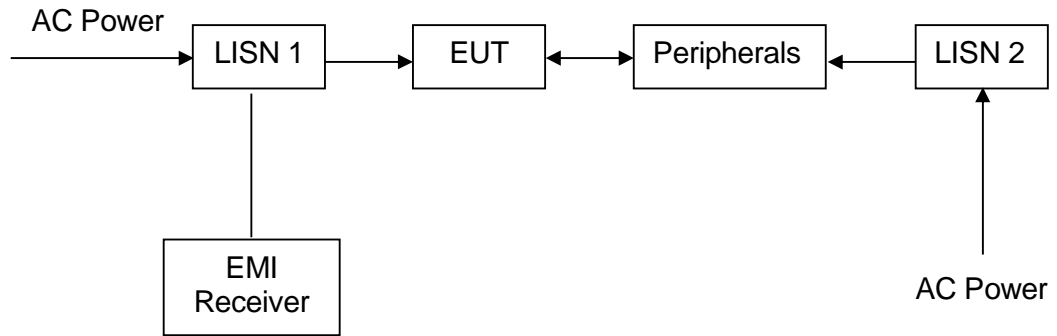 AC Power
LISN 1
EUT
Peripherals
LISN 2
EMI
Receiver
AC Power